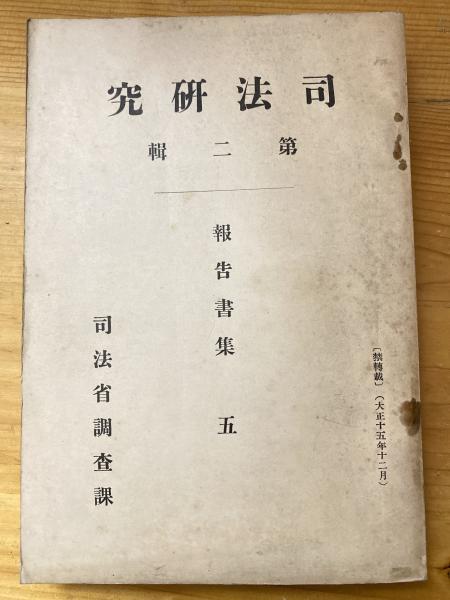 司法研究
第二輯
報告書集 五
司法省調查課
〔禁轉載〕(大正十五年十二月)